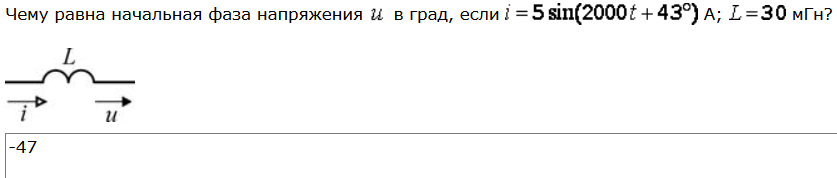 Чему равна начальная фаза напряжения u в град, если i = 5 sin(2000t + 43°) А; L = 30 мГн?
L
i u
-47